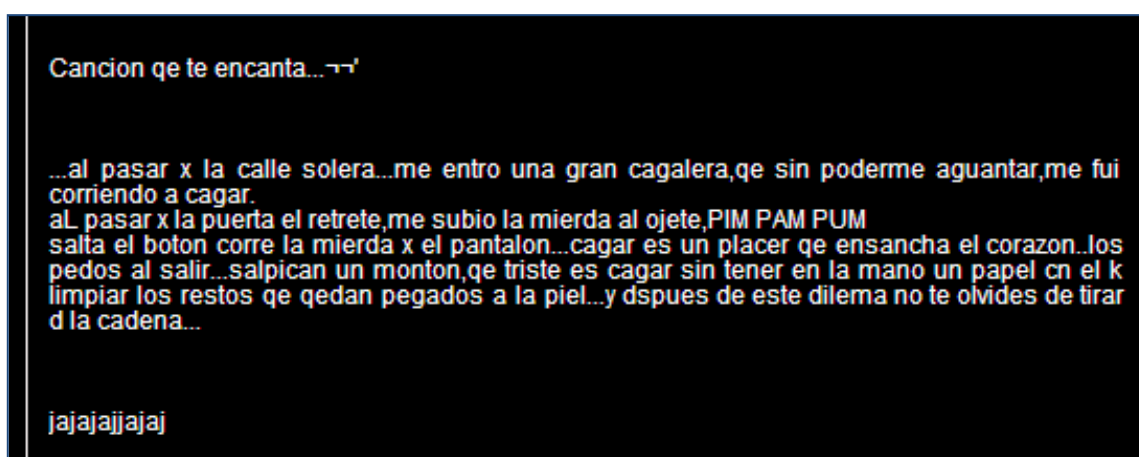 Cancion qe te encanta...¬¬'
...al pasar x la calle solera...me entro una gran cagalera,qe sin poderme aguantar,me fui
corriendo a cagar.
aL pasar x la puerta el retrete,me subio la mierda al ojete,PIM PAM PUM
salta el boton corre la mierda x el pantalon...cagar es un placer qe ensancha el corazon..los
pedos al salir...salpican un monton,qe triste es cagar sin tener en la mano un papel cn el k
limpiar los restos qe qedan pegados a la piel...y dspues de este dilema no te olvides de tirar
d la cadena...
jajajajjajaj